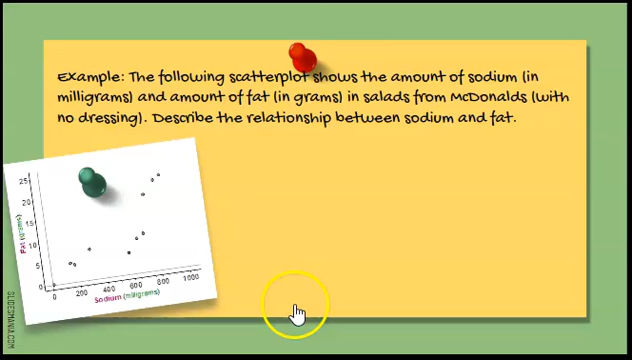 Example: The following scatterplot shows the amount of sodium (in
milligrams) and amount of fat (in grams) in salads from McDonalds (with
no dressing). Describe the relationship between sodium and fat.
25
20
15
10
5
0
Fat (grams)
0 200 400 600 800 1000
Sodium (milligrams)
SLIDESMANIA.COM